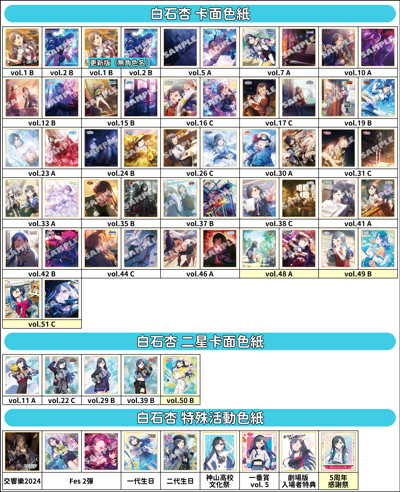 白石杏 卡面色紙
更新版（無角色名）
vol.1 B vol.2 B vol.1 B vol.2 B vol.5 A vol.7 A vol.10 A
vol.12 B vol.15 B vol.16 C vol.17 C vol.19 B
vol.23 A vol.24 B vol.26 C vol.30 A vol.31 C
vol.33 A vol.35 B vol.37 B vol.38 C vol.41 A
vol.42 B vol.44 C vol.46 A vol.48 A vol.49 B
vol.51 C
白石杏 二星卡面色紙
vol.11 A vol.22 C vol.29 B vol.39 B vol.50 B
白石杏 特殊活動色紙
交響樂2024 Fes 2彈 一代生日 二代生日 神山高校 一番賞 劇場版 5周年
文化祭 vol. 5 入場者特典 感謝祭